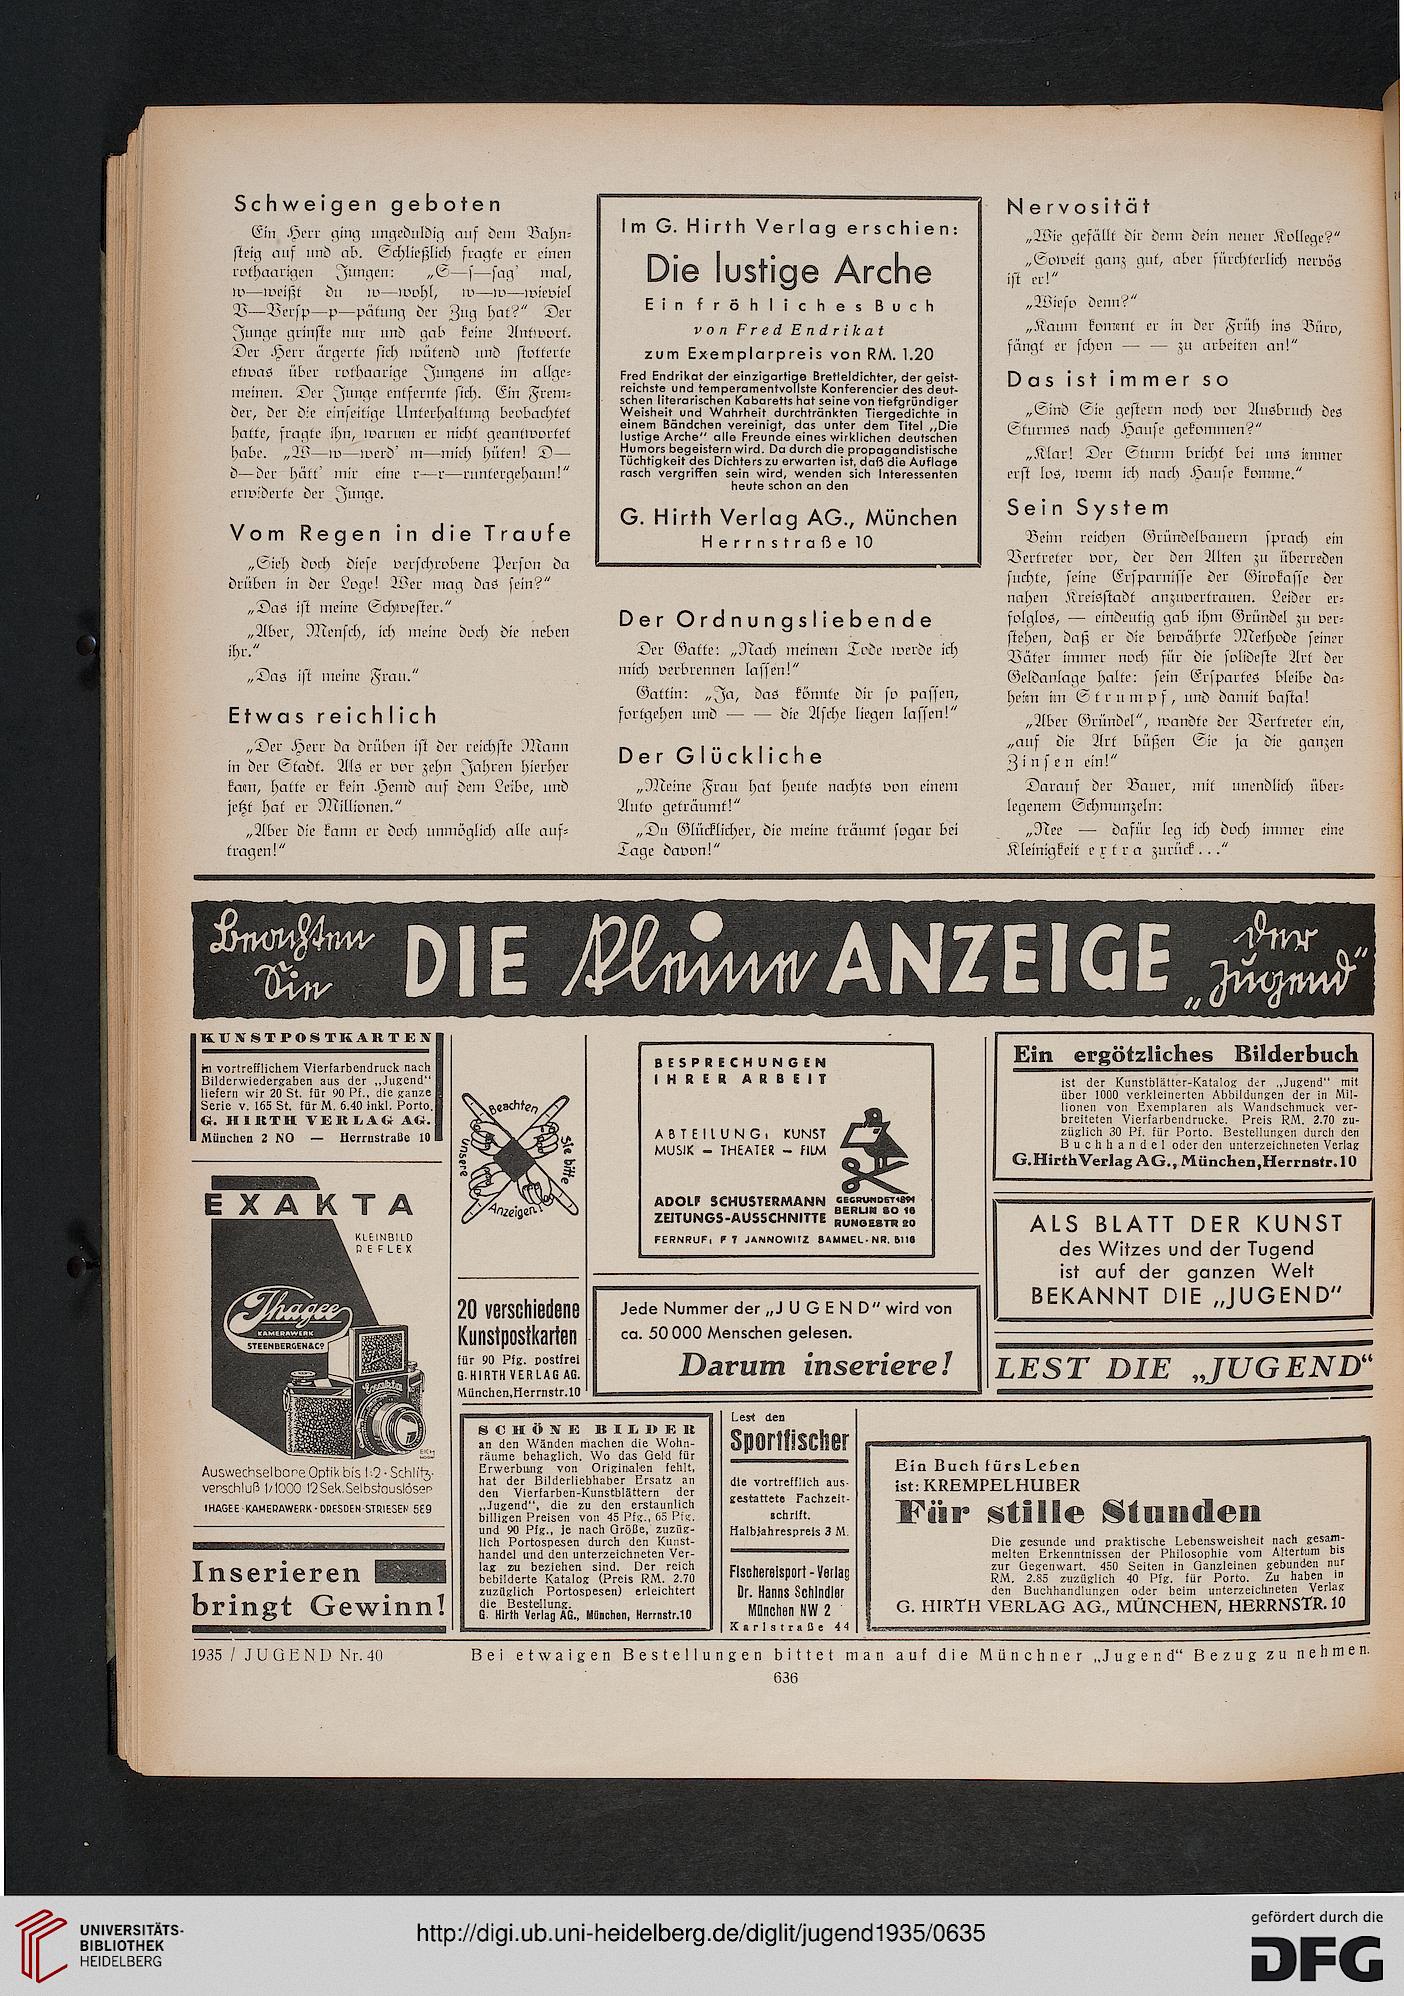 Schweigen geboten
Ein Herr ging ungeduldig auf dem Bahn-
steig auf und ab. Schließlich fragte er einen
rothaarigen Jungen: „S—s—sag' mal,
w—weißt du w—wohl, w—w—wieviel
V—Versp—p—pätung der Zug hat?" Der
Junge grinste nur und gab keine Antwort.
Der Herr ärgerte sich wütend und stotterte
etwas über rothaarige Jungens im allge-
meinen. Der Junge entfernte sich. Ein Frem-
der, der die einseitige Unterhaltung beobachtet
hatte, fragte ihn, warum er nicht geantwortet
habe. „W—w—werd' m—mich hüten! D—
d—der hätt' mir eine r—r—runtergehaun!"
erwiderte der Junge.
Vom Regen in die Traufe
„Sieh doch diese verschrobene Person da
drüben in der Loge! Wer mag das sein?"
„Das ist meine Schwester."
„Aber, Mensch, ich meine doch die neben
ihr."
„Das ist meine Frau."
Etwas reichlich
„Der Herr da drüben ist der reichste Mann
in der Stadt. Als er vor zehn Jahren hierher
kam, hatte er kein Hemd auf dem Leibe, und
jetzt hat er Millionen."
„Aber die kann er doch unmöglich alle auf-
tragen!"
Im G. Hirth Verlag erschien:
Die lustige Arche
Ein fröhliches Buch
von Fred Endrikat
zum Exemplarpreis von RM. 1.20
Fred Endrikat der einzigartige Brettldichter, der geist-
reichste und temperamentvollste Konferencier des deut-
schen literarischen Kabaretts hat seine von tiefgründiger
Weisheit und Wahrheit durchtränkten Tiergedichte in
einem Bändchen vereinigt, das unter dem Titel „Die
lustige Arche" alle Freunde eines wirklichen deutschen
Humors begeistern wird. Da durch die propagandistische
Tüchtigkeit des Dichters zu erwarten ist, daß die Auflage
rasch vergriffen sein wird, wenden sich Interessenten
heute schon an den
G. Hirth Verlag AG., München
Herrnstraße 10
Der Ordnungsliebende
Der Gatte: „Nach meinem Tode werde ich
mich verbrennen lassen!"
Gattin: „Ja, das könnte dir so passen,
fortgehen und — — die Asche liegen lassen!"
Der Glückliche
„Meine Frau hat heute nachts von einem
Auto geträumt!"
„Du Glücklicher, die meine träumt sogar bei
Tage davon!"
Nervosität
„Wie gefällt dir denn dein neuer Kollege?"
„Soweit ganz gut, aber fürchterlich nervös
ist er!"
„Wieso denn?"
„Kaum kommt er in der Früh ins Büro,
fängt er schon — — zu arbeiten an!"
Das ist immer so
„Sind Sie gestern noch vor Ausbruch des
Sturmes nach Hause gekommen?"
„Klar! Der Sturm bricht bei uns immer
erst los, wenn ich nach Hause komme."
Sein System
Beim reichen Gründelbauern sprach ein
Vertreter vor, der den Alten zu überreden
suchte, seine Ersparnisse der Girokasse der
nahen Kreisstadt anzuvertrauen. Leider er-
folglos, — eindeutig gab ihm Gründel zu ver-
stehen, daß er die bewährte Methode seiner
Väter immer noch für die solideste Art der
Geldanlage halte: sein Erspartes bleibe da-
heim im Strumpf, und damit basta!
„Aber Gründel", wandte der Vertreter ein,
„auf die Art büßen Sie ja die ganzen
Zinsen ein!"
Darauf der Bauer, mit unendlich über-
legenem Schmunzeln:
„Nee — dafür leg ich doch immer eine
Kleinigkeit extra zurück..."
Beachten
Sie
DIE kleine ANZEIGE
der
„Jugend"
KUNSTPOSTKARTEN
in vortrefflichem Vierfarbendruck nach
Bilderwiedergaben aus der „Jugend"
liefern wir 20 St. für 90 Pf., die ganze
Serie v. 165 St. für M. 6.40 inkl. Porto.
G. HIRTH VERLAG AG.
München 2 NO — Herrnstraße 10
EXAKTA
KLEINBILD
REFLEX
Ihagee
KAMERAWERK
STEENBERGEN&CO
Exakta
Auswechselbare Optik bis 1:2 · Schlitz-
verschluß 1/1000 12 Sek. Selbstauslöser
IHAGEE·KAMERAWERK·DRESDEN·STRIESEN 589
Inserieren
bringt Gewinn!
Beachten
Sie bitte
unsere
Anzeigen!
20 verschiedene
Kunstpostkarten
für 90 Pfg. postfrei
G. HIRTH VERLAG AG.
München, Herrnstr. 10
BESPRECHUNGEN
IHRER ARBEIT
ABTEILUNG: KUNST
MUSIK — THEATER — FILM
ADOLF SCHUSTERMANN
ZEITUNGS-AUSSCHNITTE
GEGRÜNDET 1891
BERLIN SO 16
RUNGESTR 20
FERNRUF: F 7 JANNOWITZ SAMMEL-NR. 5116
Jede Nummer der „JUGEND" wird von
ca. 50 000 Menschen gelesen.
Darum inseriere!
Ein ergötzliches Bilderbuch
ist der Kunstblätter-Katalog der „Jugend" mit
über 1000 verkleinerten Abbildungen der in Mil-
lionen von Exemplaren als Wandschmuck ver-
breiteten Vierfarbendrucke. Preis RM. 2.70 zu-
züglich 30 Pf. für Porto. Bestellungen durch den
Buchhandel oder den unterzeichneten Verlag
G. Hirth Verlag AG., München, Herrnstr. 10
ALS BLATT DER KUNST
des Witzes und der Tugend
ist auf der ganzen Welt
BEKANNT DIE „JUGEND"
LEST DIE „JUGEND"
SCHÖNE BILDER
an den Wänden machen die Wohn-
räume behaglich. Wo das Geld für
Erwerbung von Originalen fehlt,
hat der Bilderliebhaber Ersatz an
den Vierfarben-Kunstblättern der
„Jugend", die zu den erstaunlich
billigen Preisen von 45 Pfg., 65 Pfg.
und 90 Pfg., je nach Größe, zuzüg-
lich Portospesen durch den Kunst-
handel und den unterzeichneten Ver-
lag zu beziehen sind. Der reich
bebilderte Katalog (Preis RM. 2.70
zuzüglich Portospesen) erleichtert
die Bestellung.
G. Hirth Verlag AG., München, Herrnstr. 10
Lest den
Sportfischer
die vortrefflich aus-
gestattete Fachzeit-
schrift.
Halbjahrespreis 3 M.
Fischereisport-Verlag
Dr. Hanns Schindler
München NW 2
Karlstraße 44
Ein Buch fürs Leben
ist: KREMPELHUBER
Für stille Stunden
Die gesunde und praktische Lebensweisheit nach gesam-
melten Erkenntnissen der Philosophie vom Altertum bis
zur Gegenwart. 450 Seiten in Ganzleinen gebunden nur
RM. 2.85 zuzüglich 40 Pfg. für Porto. Zu haben in
den Buchhandlungen oder beim unterzeichneten Verlag
G. HIRTH VERLAG AG., MÜNCHEN, HERRNSTR. 10
1935 / JUGEND Nr. 40
Bei etwaigen Bestellungen bittet man auf die Münchner „Jugend" Bezug zu nehmen.
636
UNIVERSITÄTS-
BIBLIOTHEK
HEIDELBERG
http://digi.ub.uni-heidelberg.de/diglit/jugend1935/0635
gefördert durch die
DFG